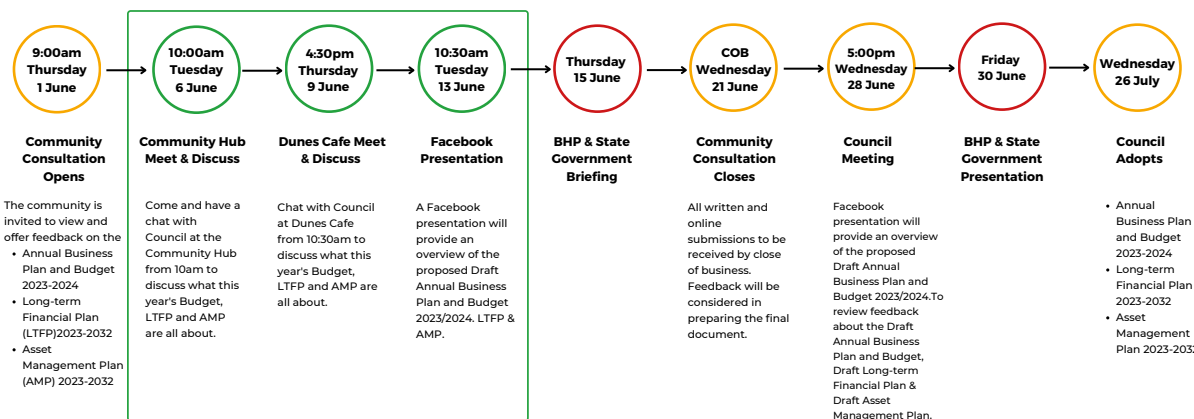 9:00am
Thursday
1 June
10:00am
Tuesday
6 June
4:30pm
Thursday
9 June
10:30am
Tuesday
13 June
Thursday
15 June
COB
Wednesday
21 June
5:00pm
Wednesday
28 June
Friday
30 June
Wednesday
26 July
Community
Consultation
Opens
Community Hub
Meet & Discuss
Dunes Cafe Meet
& Discuss
Facebook
Presentation
BHP & State
Government
Briefing
Community
Consultation
Closes
Council
Meeting
BHP & State
Government
Presentation
Council
Adopts
The community is
invited to view and
offer feedback on the
• Annual Business
Plan and Budget
2023-2024
• Long-term
Financial Plan
(LTFP)2023-2032
• Asset
Management Plan
(AMP) 2023-2032
Come and have a
chat with
Council at the
Community Hub
from 10am to
discuss what this
year's Budget,
LTFP and AMP
are all about.
Chat with Council
at Dunes Cafe
from 10:30am to
discuss what this
year's Budget,
LTFP and AMP are
all about.
A Facebook
presentation will
provide an
overview of the
proposed Draft
Annual Business
Plan and Budget
2023/2024. LTFP &
AMP.
All written and
online
submissions to be
received by close
of business.
Feedback will be
considered in
preparing the final
document.
Facebook
presentation will
provide an overview
of the proposed
Draft Annual
Business Plan and
Budget 2023/2024.To
review feedback
about the Draft
Annual Business
Plan and Budget,
Draft Long-term
Financial Plan &
Draft Asset
Management Plan.
• Annual
Business Plan
and Budget
2023-2024
• Long-term
Financial Plan
2023-2032
• Asset
Management
Plan 2023-2032